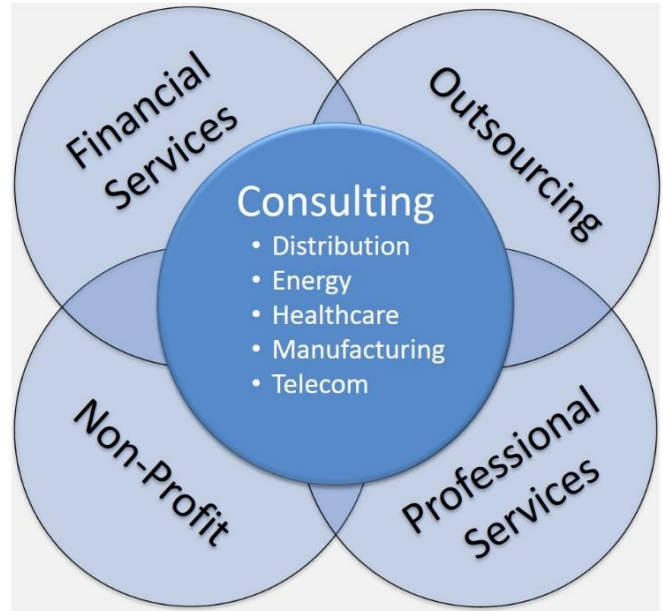 Financial
Services
Outsourcing
Consulting
• Distribution
• Energy
• Healthcare
• Manufacturing
• Telecom
Non-Profit
Professional
Services